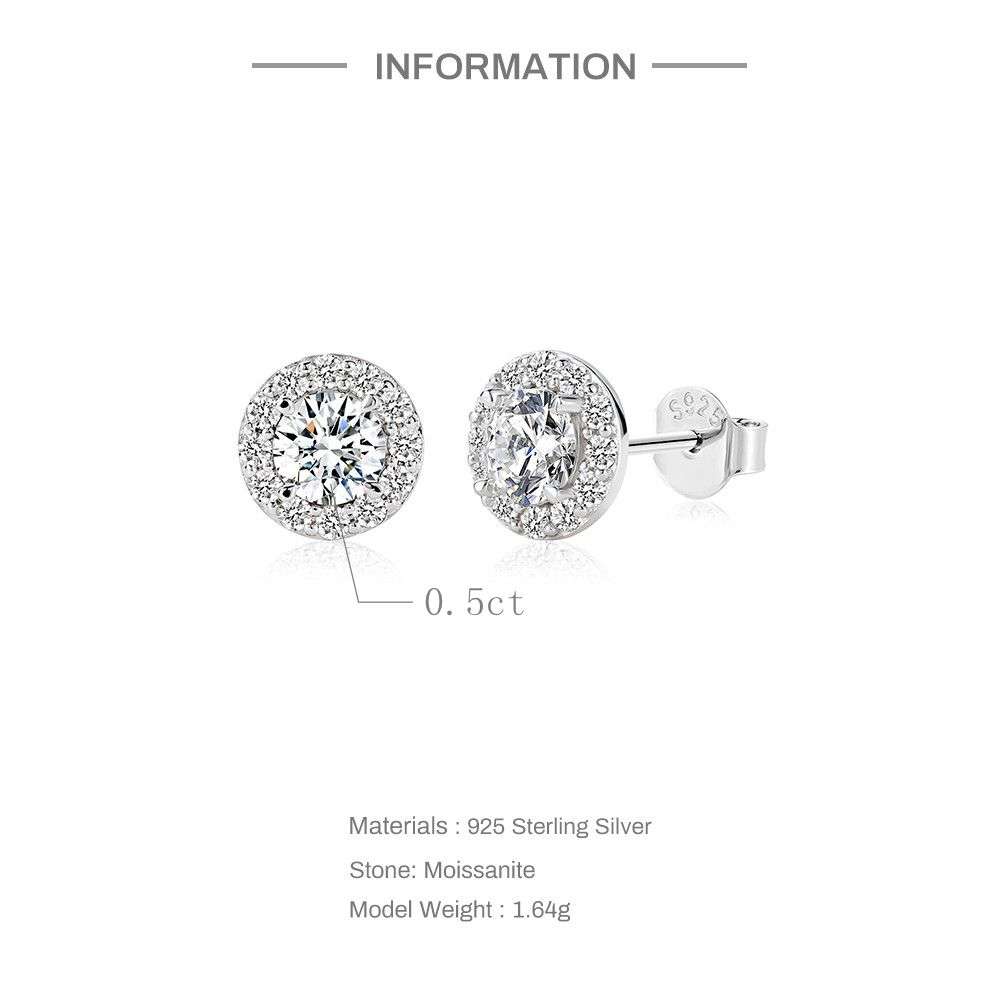 INFORMATION
S925
0.5ct
Materials : 925 Sterling Silver
Stone: Moissanite
Model Weight : 1.64g